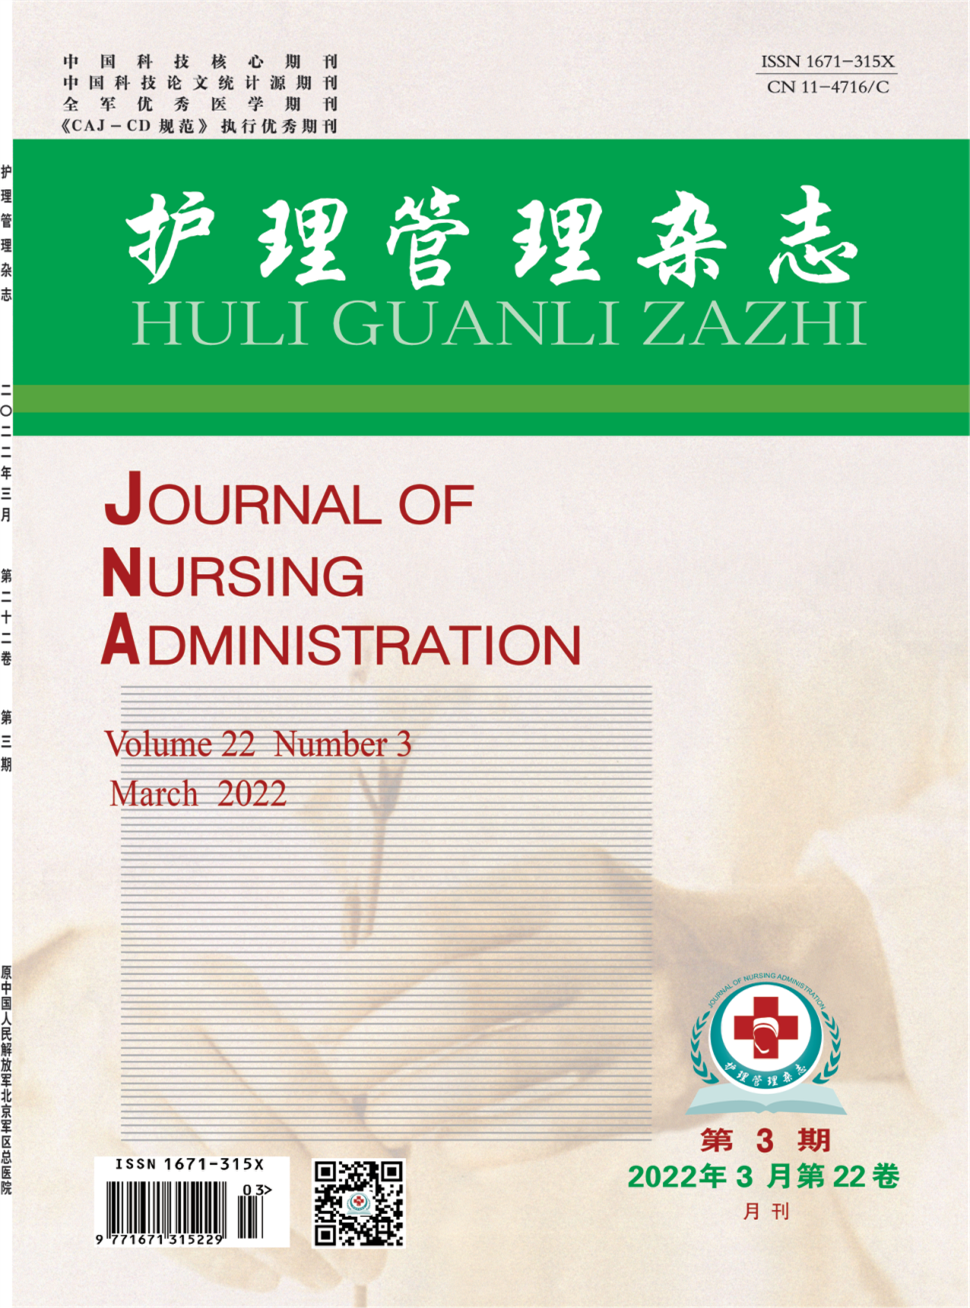 中国科技核心期刊
中国科技论文统计源期刊
全军优秀医学期刊
《CAJ-CD 规范》执行优秀期刊
ISSN 1671-315X
CN 11-4716/C
护理管理杂志
HULI GUANLI ZAZHI
JOURNAL OF
NURSING
ADMINISTRATION
Volume 22 Number 3
March 2022
JOURNAL OF NURSING ADMINISTRATION
护理管理杂志
第 3 期
2022年 3 月第 22 卷
月刊
ISSN 1671-315X
03>
9 771671 315229
护理管理杂志
二〇二二年三月
第二十二卷
第三期
原中国人民解放军北京军区总医院